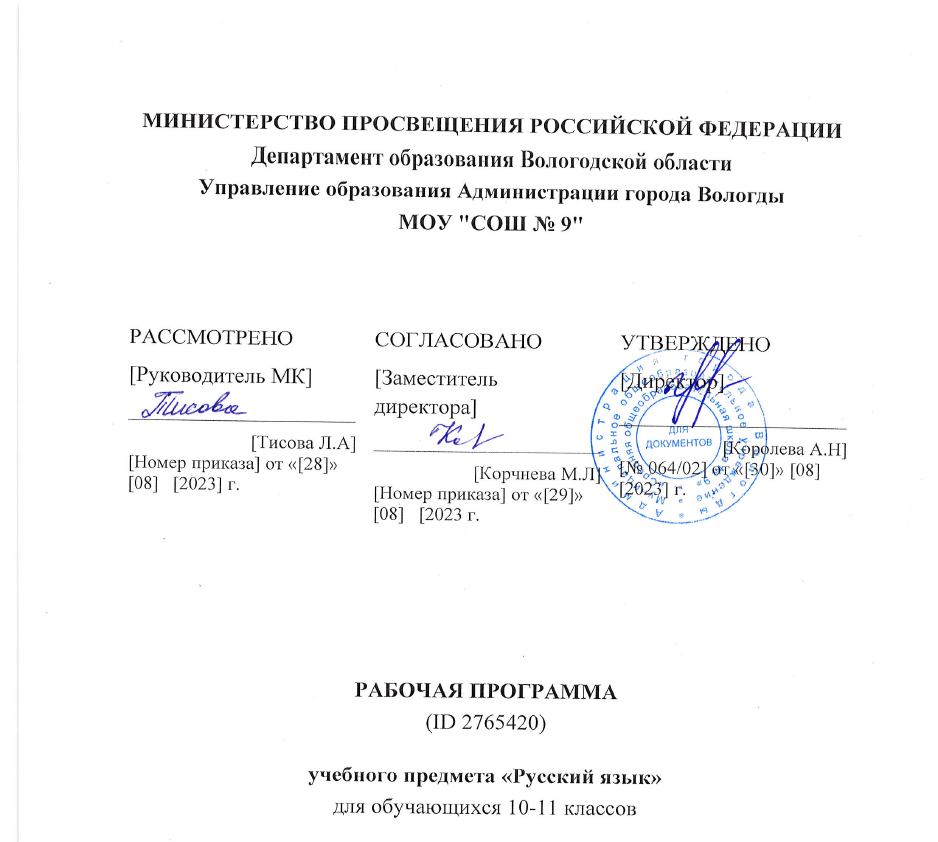 МИНИСТЕРСТВО ПРОСВЕЩЕНИЯ РОССИЙСКОЙ ФЕДЕРАЦИИ
Департамент образования Вологодской области
Управление образования Администрации города Вологды
МОУ "СОШ № 9"
РАССМОТРЕНО
[Руководитель МК]
Тисова
[Тисова Л.А]
[Номер приказа] от «[28]»
[08] [2023] г.
СОГЛАСОВАНО
[Заместитель
директора]
[Корчнева М.Л]
[Номер приказа] от «[29]»
[08] [2023 г.
УТВЕРЖДЕНО
[Директор]
ДЛЯ
ДОКУМЕНТОВ
[Королева А.Н]
[№ 064/02] от «[30]» [08]
[2023] г.
РАБОЧАЯ ПРОГРАММА
(ID 2765420)
учебного предмета «Русский язык»
для обучающихся 10-11 классов